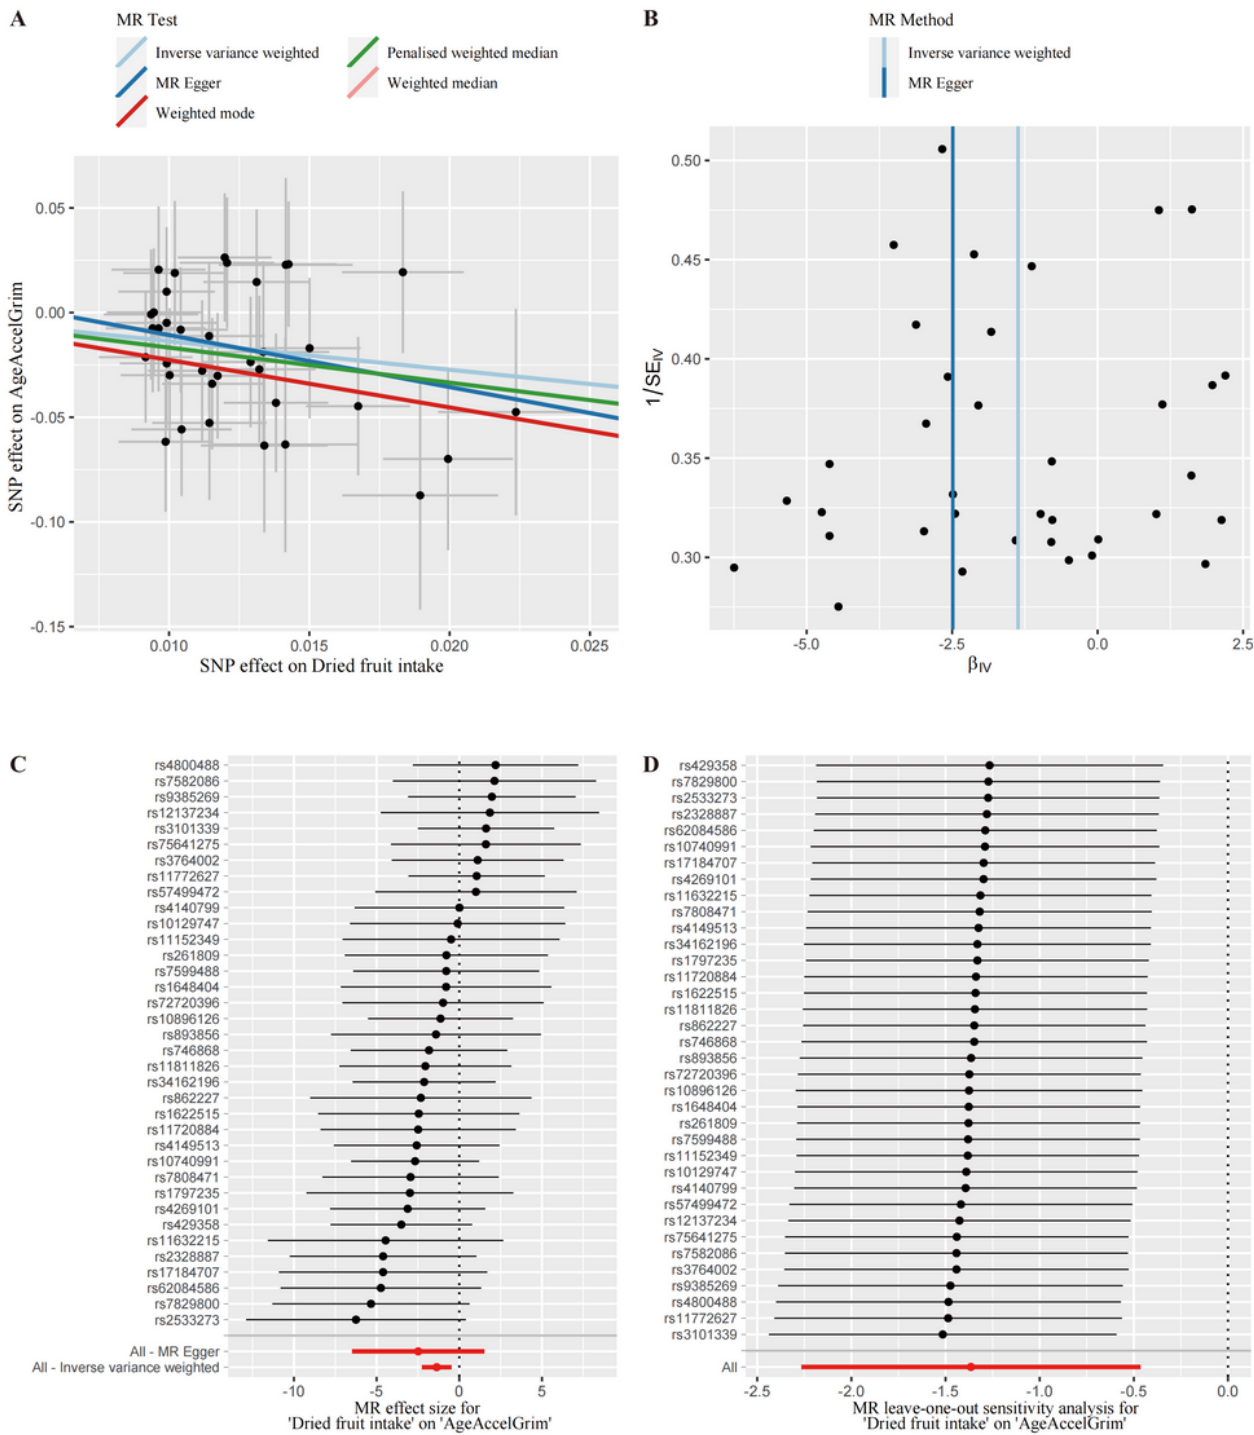 A
MR Test
Inverse variance weighted
Penalised weighted median
MR Egger
Weighted median
Weighted mode
SNP effect on AgeAccelGrim
0.05
0.00
-0.05
-0.10
-0.15
0.010
0.015
0.020
0.025
SNP effect on Dried fruit intake
B
MR Method
Inverse variance weighted
MR Egger
1/SEIV
0.50
0.45
0.40
0.35
0.30
-5.0
-2.5
0.0
2.5
βIV
C
rs4800488
rs7582086
rs9385269
rs12137234
rs3101339
rs75641275
rs3764002
rs11772627
rs57499472
rs4140799
rs10129747
rs11152349
rs261809
rs7599488
rs1648404
rs72720396
rs10896126
rs893856
rs746868
rs11811826
rs34162196
rs862227
rs1622515
rs11720884
rs4149513
rs10740991
rs7808471
rs1797235
rs4269101
rs429358
rs11632215
rs2328887
rs17184707
rs62084586
rs7829800
rs2533273
All - MR Egger
All - Inverse variance weighted
-10
-5
0
5
MR effect size for
'Dried fruit intake' on 'AgeAccelGrim'
D
rs429358
rs7829800
rs2533273
rs2328887
rs62084586
rs10740991
rs17184707
rs4269101
rs11632215
rs7808471
rs4149513
rs34162196
rs1797235
rs11720884
rs1622515
rs11811826
rs862227
rs746868
rs893856
rs72720396
rs10896126
rs1648404
rs261809
rs7599488
rs11152349
rs10129747
rs4140799
rs57499472
rs12137234
rs75641275
rs7582086
rs3764002
rs9385269
rs4800488
rs11772627
rs3101339
All
-2.5
-2.0
-1.5
-1.0
-0.5
0.0
MR leave-one-out sensitivity analysis for
'Dried fruit intake' on 'AgeAccelGrim'